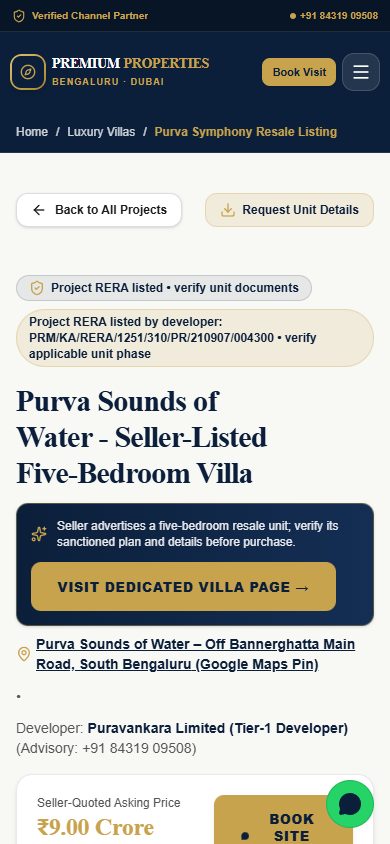 Verified Channel Partner
+91 84319 09508
PREMIUM PROPERTIES
BENGALURU · DUBAI
Book Visit
Home / Luxury Villas / Purva Symphony Resale Listing
← Back to All Projects
Request Unit Details
Project RERA listed • verify unit documents
Project RERA listed by developer:
PRM/KA/RERA/1251/310/PR/210907/004300 • verify
applicable unit phase
Purva Sounds of
Water - Seller-Listed
Five-Bedroom Villa
Seller advertises a five-bedroom resale unit; verify its
sanctioned plan and details before purchase.
VISIT DEDICATED VILLA PAGE →
Purva Sounds of Water – Off Bannerghatta Main
Road, South Bengaluru (Google Maps Pin)
•
Developer: Puravankara Limited (Tier-1 Developer)
(Advisory: +91 84319 09508)
Seller-Quoted Asking Price
₹9.00 Crore
BOOK
SITE